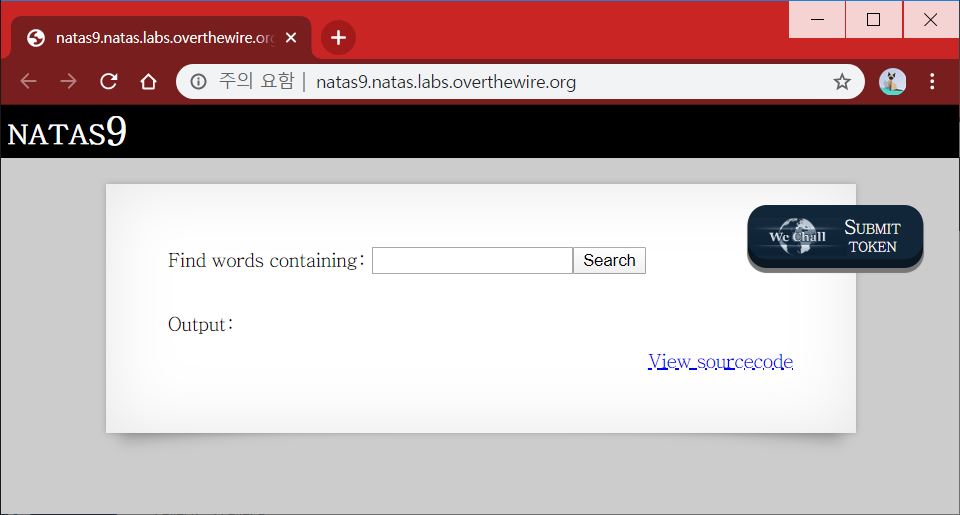 natas9.natas.labs.overthewire.org
주의 요함 | natas9.natas.labs.overthewire.org
NATAS9
We Chall SUBMIT TOKEN
Find words containing: Search
Output:
View sourcecode